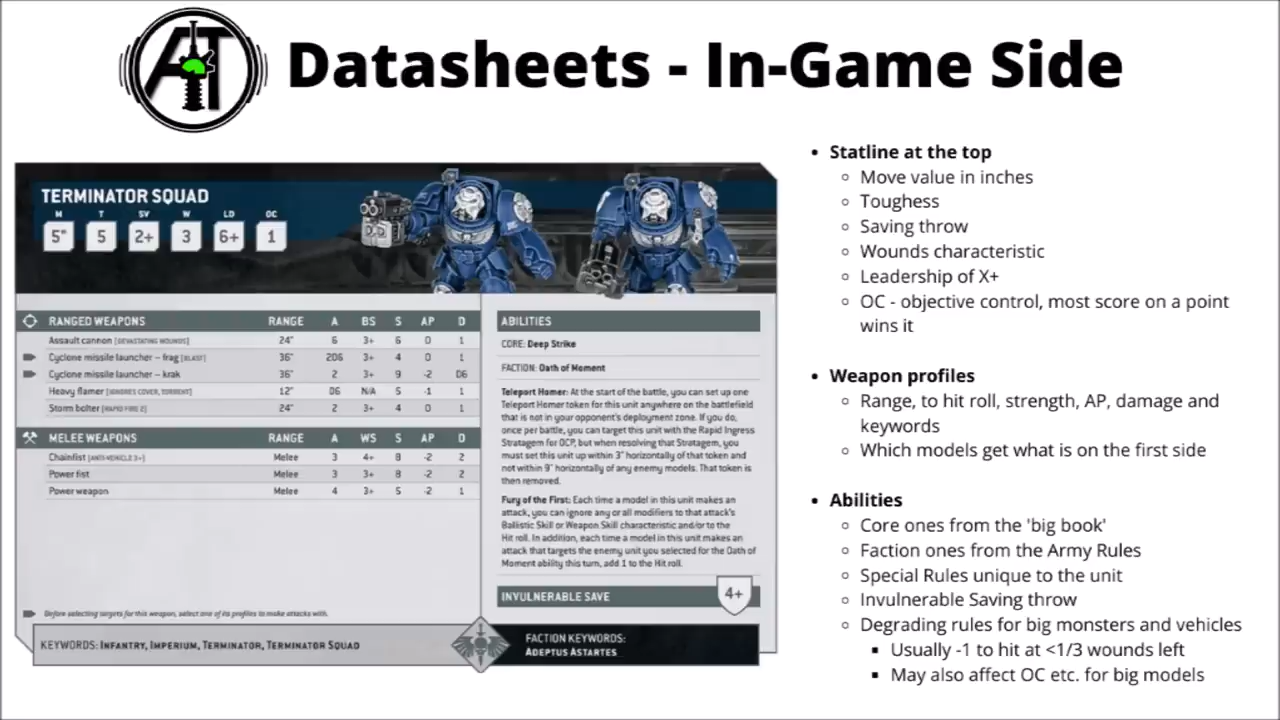 AT
Datasheets - In-Game Side
TERMINATOR SQUAD
M T SV W LD OC
5" 5 2+ 3 6+ 1
RANGED WEAPONS RANGE A BS S AP D
Assault cannon [DEVASTATING WOUNDS] 24" 6 3+ 6 0 1
Cyclone missile launcher – frag [BLAST] 36" 2D6 3+ 4 0 1
Cyclone missile launcher – krak 36" 2 3+ 9 -2 D6
Heavy flamer [IGNORES COVER, TORRENT] 12" D6 N/A 5 -1 1
Storm bolter [RAPID FIRE 2] 24" 2 3+ 4 0 1
MELEE WEAPONS RANGE A WS S AP D
Chainfist [ANTI-VEHICLE 3+] Melee 3 4+ 8 -2 2
Power fist Melee 3 3+ 8 -2 2
Power weapon Melee 4 3+ 5 -2 1
Before selecting targets for this weapon, select one of its profiles to make attacks with.
ABILITIES
CORE: Deep Strike
FACTION: Oath of Moment
Teleport Homer: At the start of the battle, you can set up one
Teleport Homer token for this unit anywhere on the battlefield
that is not in your opponent's deployment zone. If you do,
once per battle, you can target this unit with the Rapid Ingress
Stratagem for 0CP, but when resolving that Stratagem, you
must set this unit up within 3" horizontally of that token and
not within 9" horizontally of any enemy models. That token is
then removed.
Fury of the First: Each time a model in this unit makes an
attack, you can ignore any or all modifiers to that attack's
Ballistic Skill or Weapon Skill characteristic and/or to the
Hit roll. In addition, each time a model in this unit makes an
attack that targets the enemy unit you selected for the Oath of
Moment ability this turn, add 1 to the Hit roll.
INVULNERABLE SAVE 4+
KEYWORDS: INFANTRY, IMPERIUM, TERMINATOR, TERMINATOR SQUAD
FACTION KEYWORDS:
ADEPTUS ASTARTES
• Statline at the top
◦ Move value in inches
◦ Toughess
◦ Saving throw
◦ Wounds characteristic
◦ Leadership of X+
◦ OC - objective control, most score on a point
wins it
• Weapon profiles
◦ Range, to hit roll, strength, AP, damage and
keywords
◦ Which models get what is on the first side
• Abilities
◦ Core ones from the 'big book'
◦ Faction ones from the Army Rules
◦ Special Rules unique to the unit
◦ Invulnerable Saving throw
◦ Degrading rules for big monsters and vehicles
▪ Usually -1 to hit at <1/3 wounds left
▪ May also affect OC etc. for big models